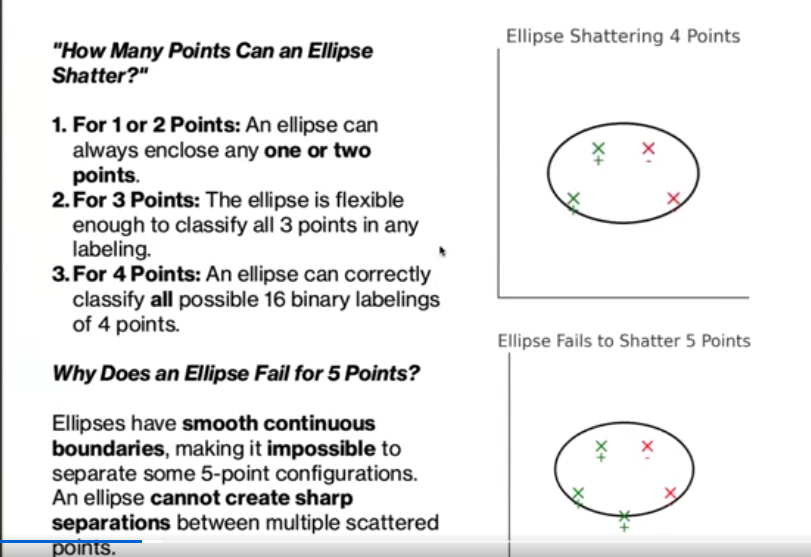 "How Many Points Can an Ellipse
Shatter?"
1. For 1 or 2 Points: An ellipse can
always enclose any one or two
points.
2. For 3 Points: The ellipse is flexible
enough to classify all 3 points in any
labeling.
3. For 4 Points: An ellipse can correctly
classify all possible 16 binary labelings
of 4 points.
Why Does an Ellipse Fail for 5 Points?
Ellipses have smooth continuous
boundaries, making it impossible to
separate some 5-point configurations.
An ellipse cannot create sharp
separations between multiple scattered
points.
Ellipse Shattering 4 Points
Ellipse Fails to Shatter 5 Points